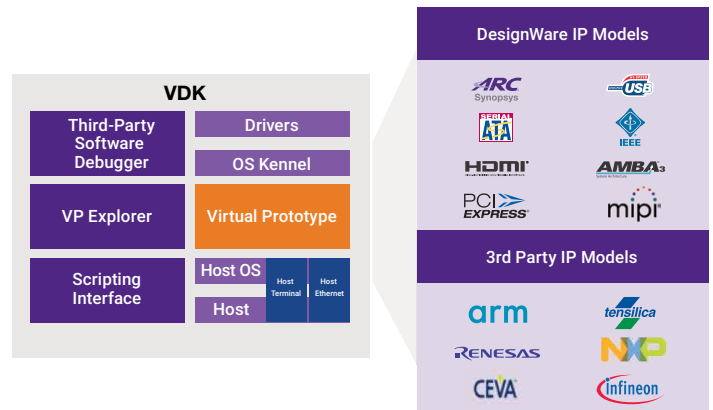 VDK
Third-Party
Software
Debugger
Drivers
OS Kennel
VP Explorer
Virtual Prototype
Scripting
Interface
Host OS
Host
Host
Terminal
Host
Ethernet
DesignWare IP Models
ARC
Synopsys
USB
SERIAL
ATA
IEEE
HDMI
AMBA 3
PCI
EXPRESS®
mipi
3rd Party IP Models
arm
tensilica
RENESAS
NXP
CEVA
infineon